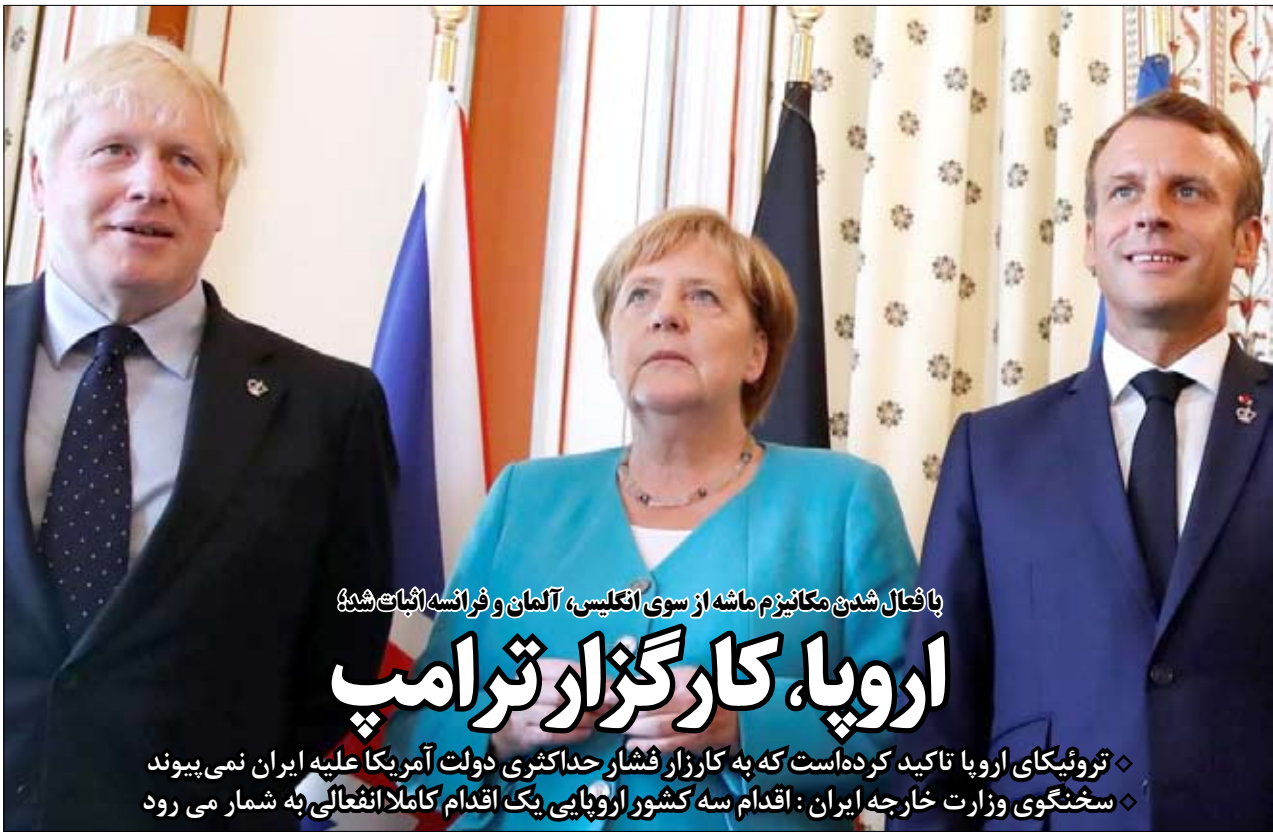 با فعال شدن مکانیزم ماشه از سوی انگلیس، آلمان و فرانسه اثبات شد؛
اروپا، کارگزار ترامپ
◇ تروئیکای اروپا تاکید کرده‌است که به کارزار فشار حداکثری دولت آمریکا علیه ایران نمی‌پیوند
◇ سخنگوی وزارت خارجه ایران : اقدام سه کشور اروپایی یک اقدام کاملا انفعالی به شمار می رود